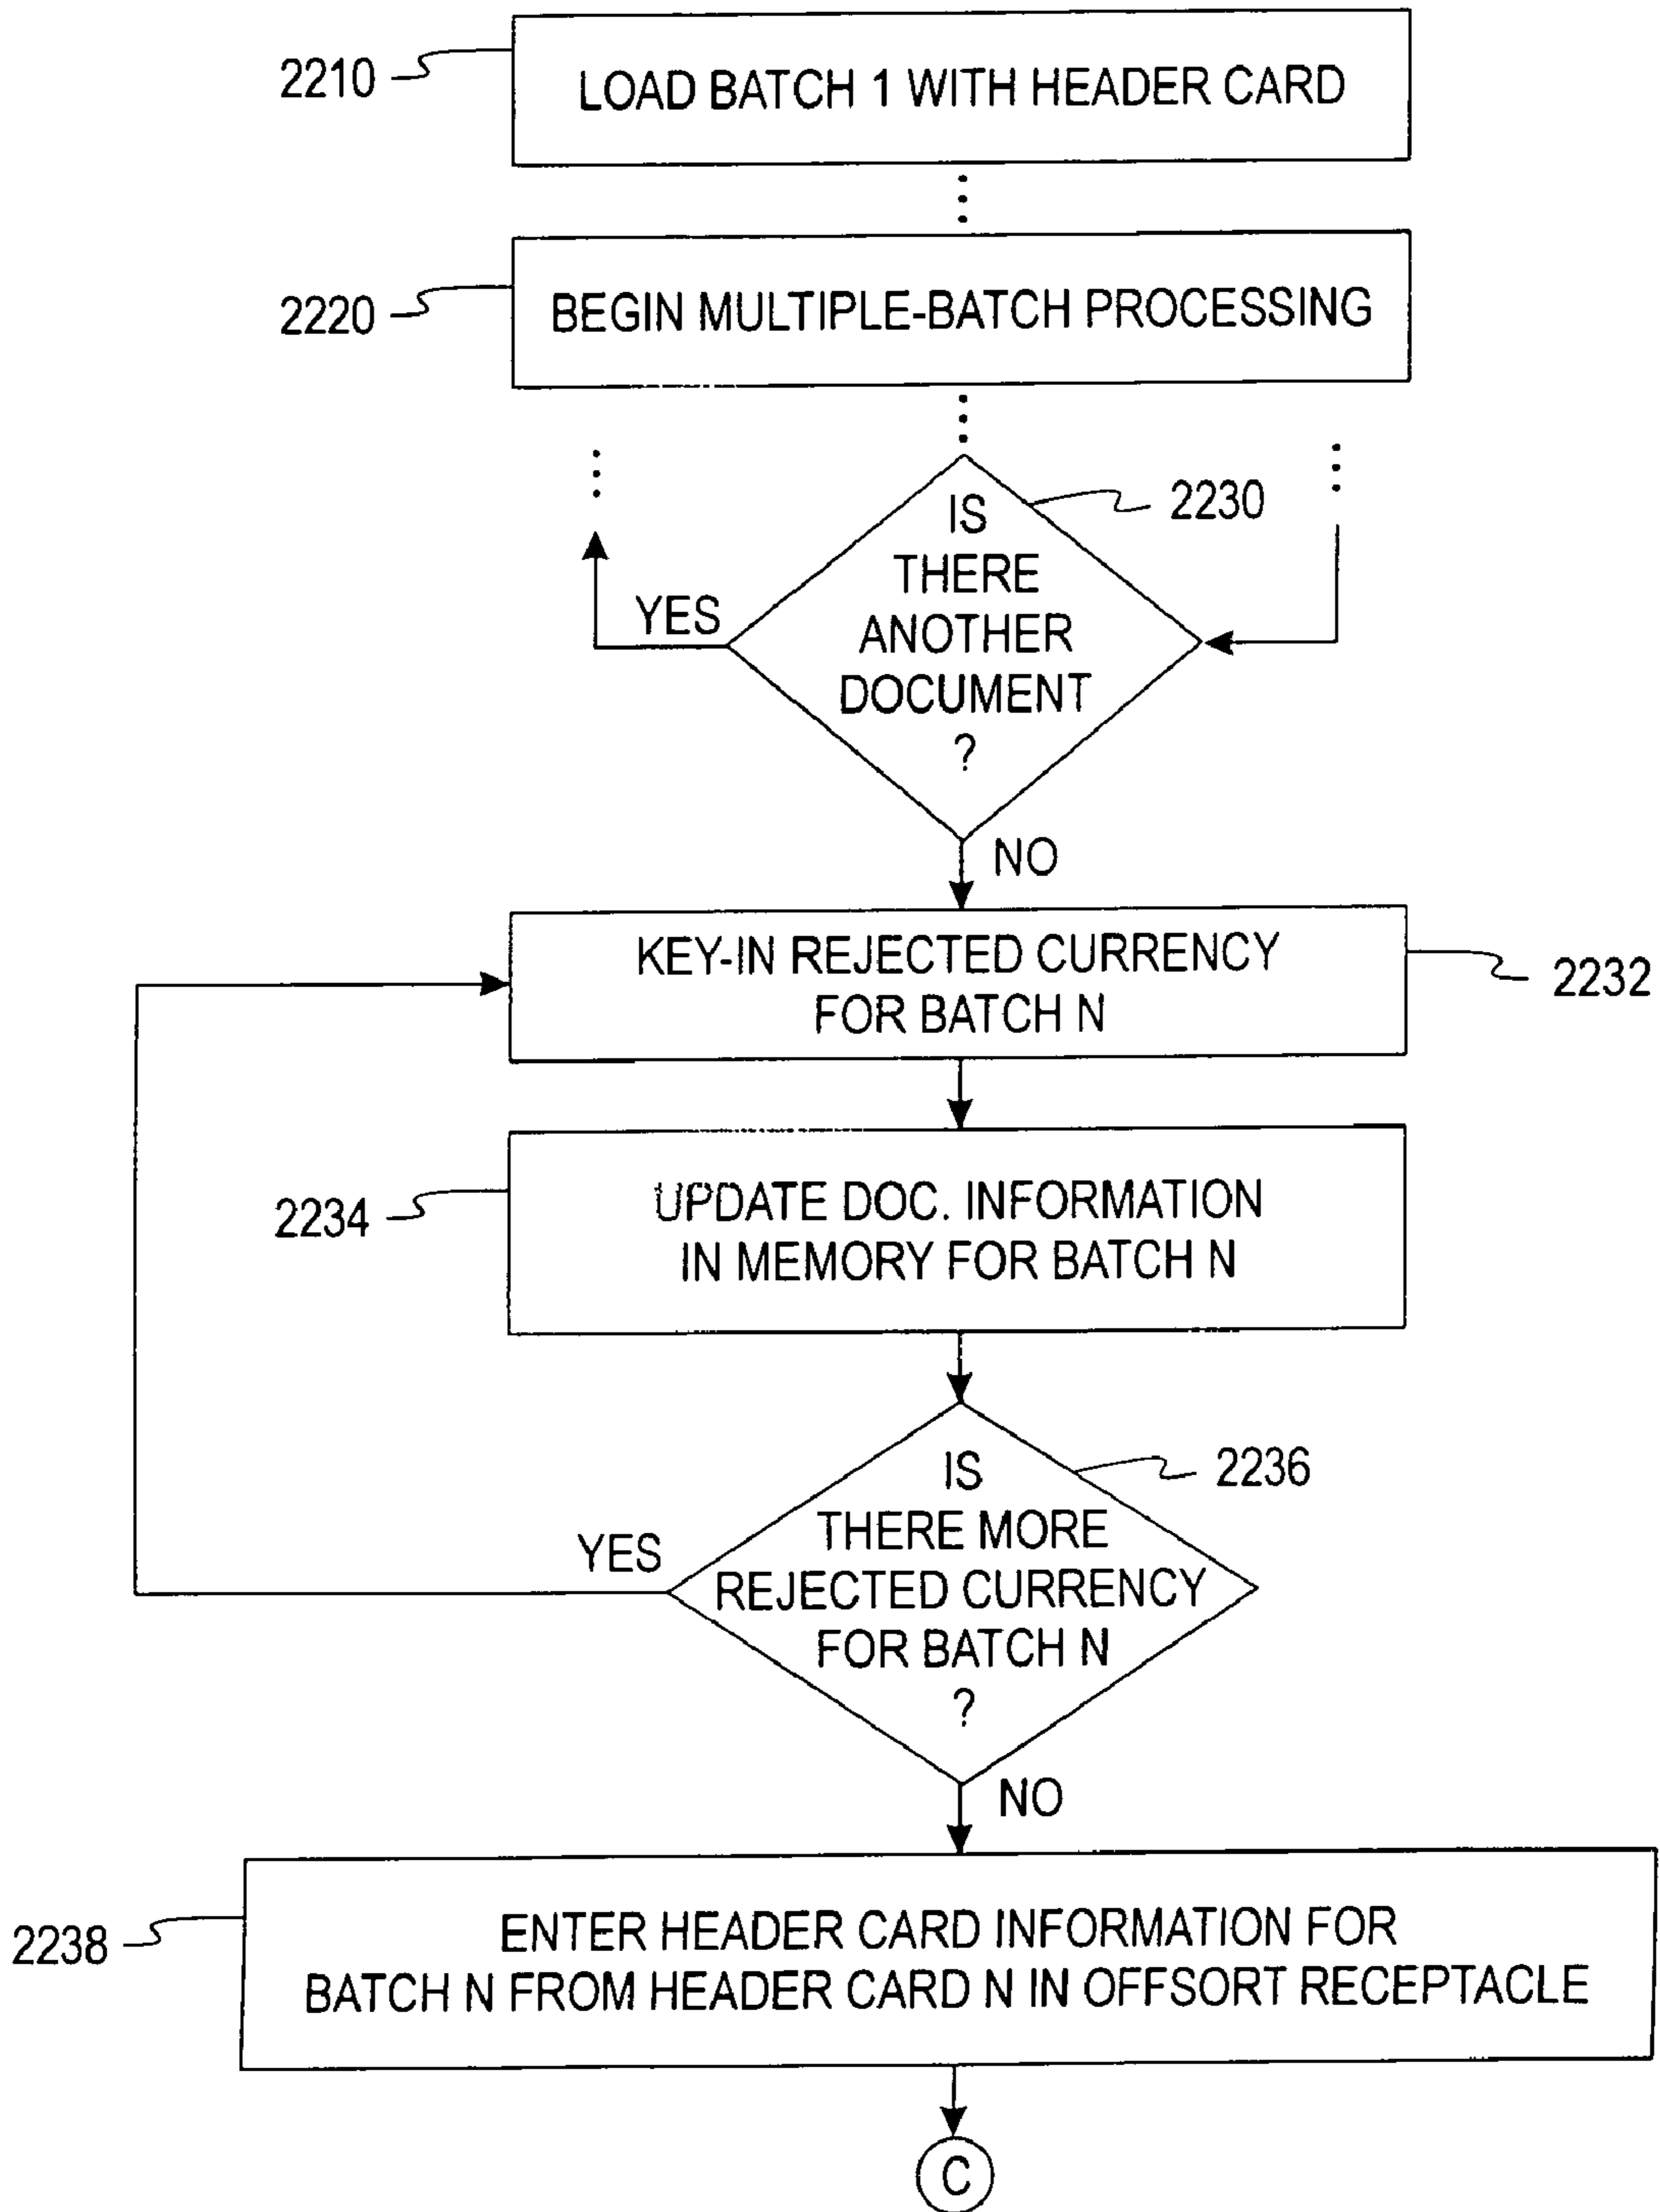 2210
LOAD BATCH 1 WITH HEADER CARD
2220
BEGIN MULTIPLE-BATCH PROCESSING
2230
IS
THERE
ANOTHER
DOCUMENT
?
YES
NO
KEY-IN REJECTED CURRENCY
FOR BATCH N
2232
2234
UPDATE DOC. INFORMATION
IN MEMORY FOR BATCH N
2236
IS
THERE MORE
REJECTED CURRENCY
FOR BATCH N
?
YES
NO
2238
ENTER HEADER CARD INFORMATION FOR
BATCH N FROM HEADER CARD N IN OFFSORT RECEPTACLE
C